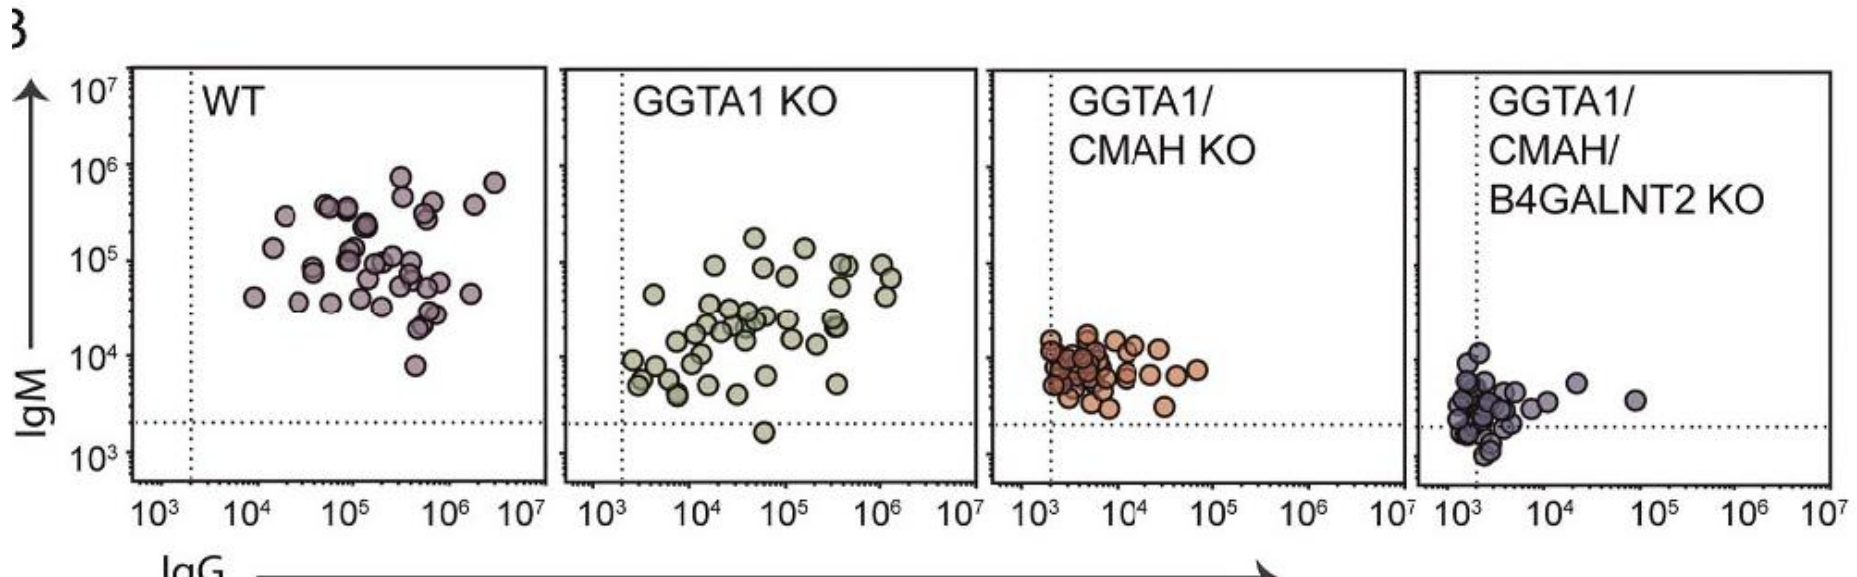 B
WT
GGTA1 KO
GGTA1/
CMAH KO
GGTA1/
CMAH/
B4GALNT2 KO
IgM
10⁷
10⁶
10⁵
10⁴
10³
10³ 10⁴ 10⁵ 10⁶ 10⁷
10³ 10⁴ 10⁵ 10⁶ 10⁷
10³ 10⁴ 10⁵ 10⁶ 10⁷
10³ 10⁴ 10⁵ 10⁶ 10⁷
IgG